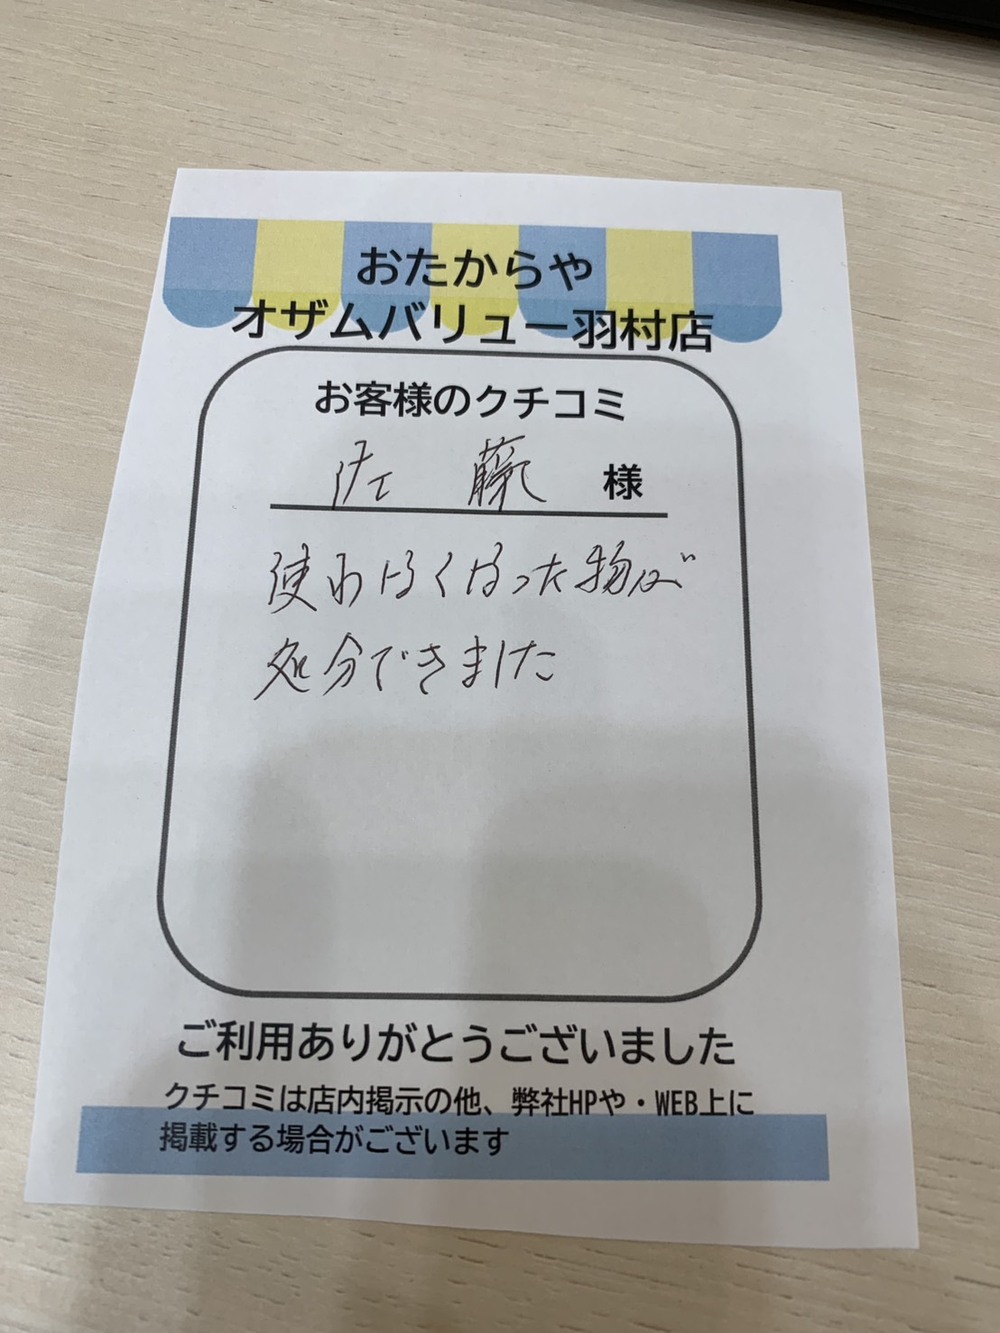 おたからや
オザムバリュー羽村店
お客様のクチコミ
佐藤 様
使わなくなった物が
処分できました
ご利用ありがとうございました
クチコミは店内掲示の他、弊社HPや・WEB上に
掲載する場合がございます